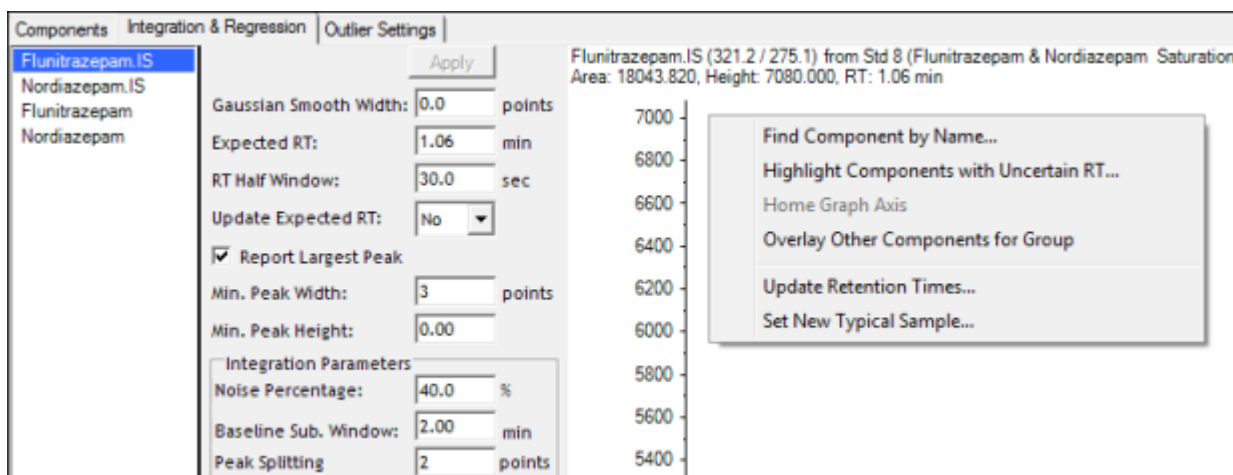 Components Integration & Regression Outlier Settings
Flunitrazepam.IS
Nordiazepam.IS
Flunitrazepam
Nordiazepam
Apply
Gaussian Smooth Width: 0.0 points
Expected RT: 1.06 min
RT Half Window: 30.0 sec
Update Expected RT: No
Report Largest Peak
Min. Peak Width: 3 points
Min. Peak Height: 0.00
Integration Parameters
Noise Percentage: 40.0 %
Baseline Sub. Window: 2.00 min
Peak Splitting 2 points
Flunitrazepam.IS (321.2 / 275.1) from Std 8 (Flunitrazepam & Nordiazepam Saturation
Area: 18043.820, Height: 7080.000, RT: 1.06 min
7000
6800
6600
6400
6200
6000
5800
5600
5400
Find Component by Name...
Highlight Components with Uncertain RT...
Home Graph Axis
Overlay Other Components for Group
Update Retention Times...
Set New Typical Sample...